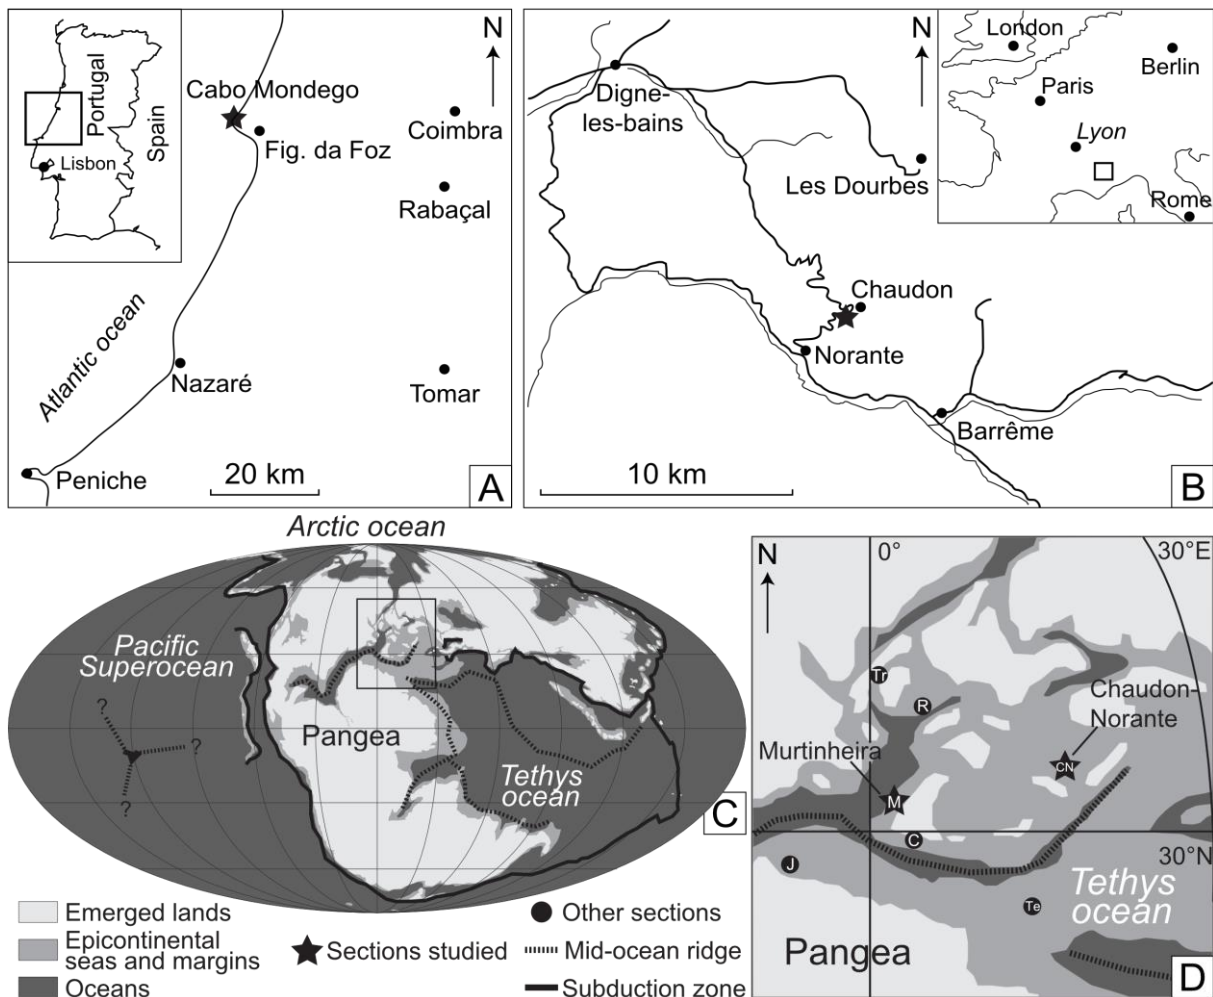 Portugal
Spain
Lisbon
N
Cabo Mondego
Fig. da Foz
Coimbra
Rabaçal
Atlantic ocean
Nazaré
Tomar
Peniche
20 km
A
N
Digne-
les-bains
Les Dourbes
Chaudon
Norante
Barrême
10 km
B
London
Berlin
Paris
Lyon
Rome
Arctic ocean
Pacific
Superocean
?
?
?
Pangea
Tethys
ocean
C
Emerged lands
Epicontinental
seas and margins
Oceans
Sections studied
Other sections
Mid-ocean ridge
Subduction zone
N
0°
30°E
Tr
R
Chaudon-
Norante
CN
Murtinheira
M
C
J
30°N
Te
Tethys
ocean
Pangea
D